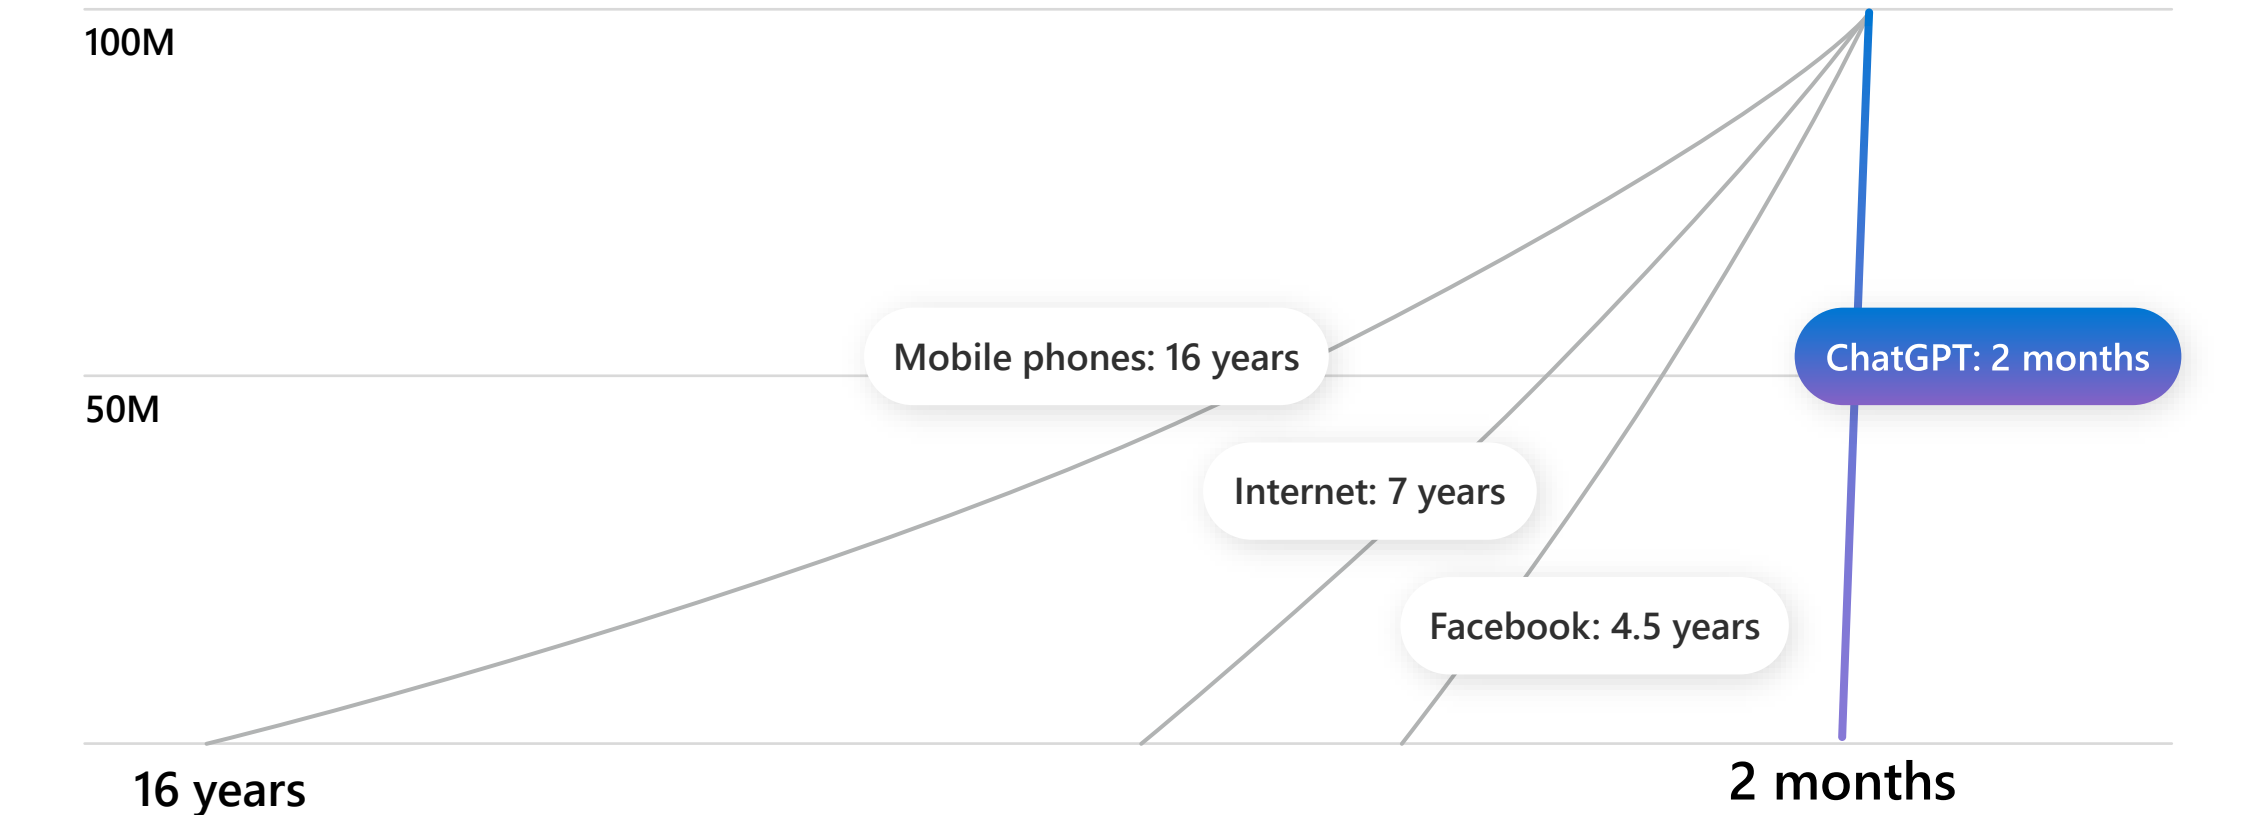 100M
Mobile phones: 16 years
ChatGPT: 2 months
50M
Internet: 7 years
Facebook: 4.5 years
16 years
2 months